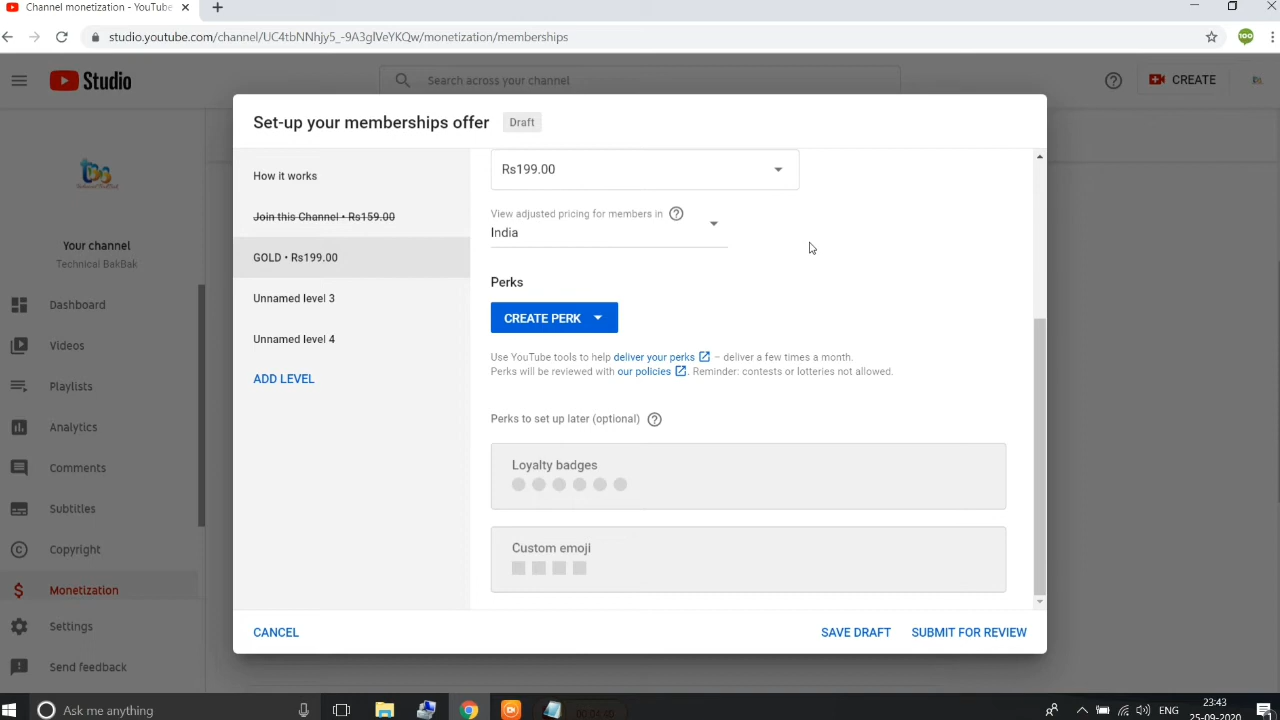 Channel monetization - YouTube
studio.youtube.com/channel/UC4tbNNhjy5_-9A3glVeYKQw/monetization/memberships
100
Studio
Search across your channel
CREATE
Set-up your memberships offer
Draft
How it works
Join this Channel • Rs159.00
GOLD • Rs199.00
Unnamed level 3
Unnamed level 4
ADD LEVEL
Rs199.00
View adjusted pricing for members in
India
Perks
CREATE PERK
Use YouTube tools to help deliver your perks – deliver a few times a month.
Perks will be reviewed with our policies. Reminder: contests or lotteries not allowed.
Perks to set up later (optional)
Loyalty badges
Custom emoji
CANCEL
SAVE DRAFT
SUBMIT FOR REVIEW
Your channel
Technical BakBak
Dashboard
Videos
Playlists
Analytics
Comments
Subtitles
Copyright
Monetization
Settings
Send feedback
Ask me anything
ENG
23:43
25-09-2020